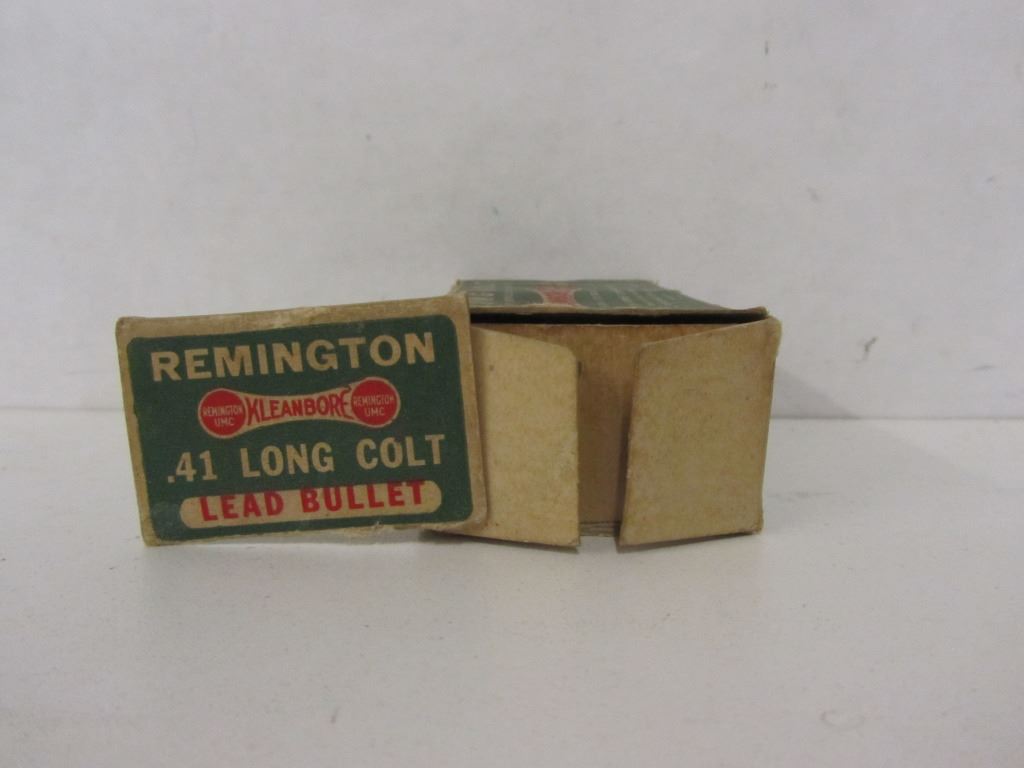 REMINGTON
REMINGTON UMC KLEANBORE REMINGTON UMC
.41 LONG COLT
LEAD BULLET